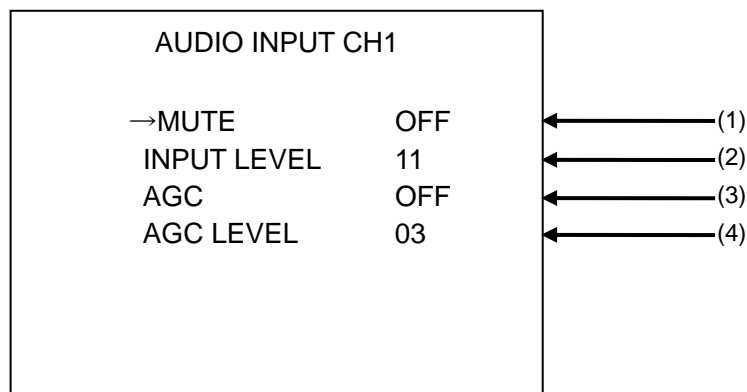 AUDIO INPUT CH1
→MUTE OFF (1)
INPUT LEVEL 11 (2)
AGC OFF (3)
AGC LEVEL 03 (4)